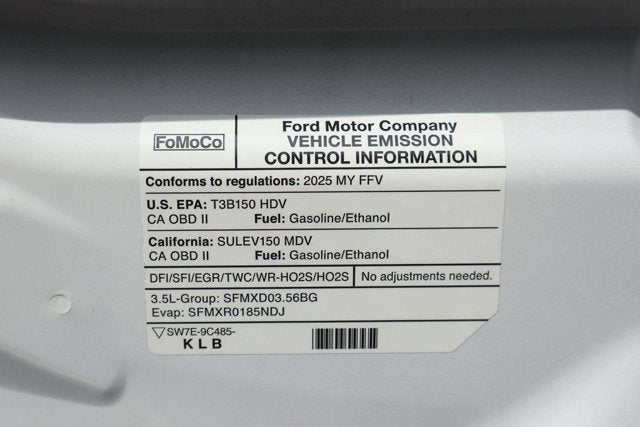 FoMoCo
Ford Motor Company
VEHICLE EMISSION
CONTROL INFORMATION
Conforms to regulations: 2025 MY FFV
U.S. EPA: T3B150 HDV
CA OBD II Fuel: Gasoline/Ethanol
California: SULEV150 MDV
CA OBD II Fuel: Gasoline/Ethanol
DFI/SFI/EGR/TWC/WR-HO2S/HO2S No adjustments needed.
3.5L-Group: SFMXD03.56BG
Evap: SFMXR0185NDJ
SW7E-9C485-
KLB